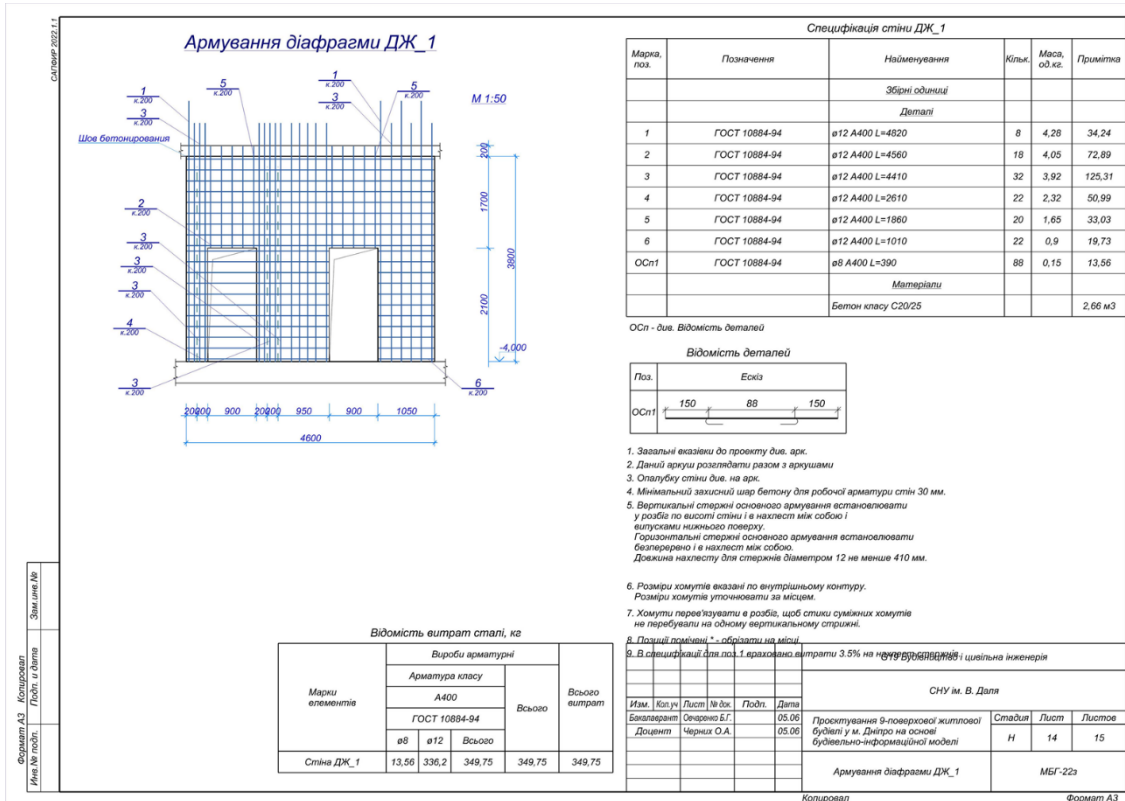 САПФИР 2022.1.1
Армування діафрагми ДЖ_1
М 1:50
1
к.200
3
к.200
5
к.200
1
к.200
3
к.200
5
к.200
Шов бетонирования
2
к.200
3
к.200
3
к.200
3
к.200
4
к.200
3
к.200
6
к.200
200
1700
2100
3800
-4,000
900
950
900
1050
4600
Специфікація стіни ДЖ_1
Марка, поз. Позначення Найменування Кільк. Маса, од.кг. Примітка
Збірні одиниці
Деталі
1 ГОСТ 10884-94 ø12 А400 L=4820 8 4,28 34,24
2 ГОСТ 10884-94 ø12 А400 L=4560 18 4,05 72,89
3 ГОСТ 10884-94 ø12 А400 L=4410 32 3,92 125,31
4 ГОСТ 10884-94 ø12 А400 L=2610 22 2,32 50,99
5 ГОСТ 10884-94 ø12 А400 L=1860 20 1,65 33,03
6 ГОСТ 10884-94 ø12 А400 L=1010 22 0,9 19,73
ОСп1 ГОСТ 10884-94 ø8 А400 L=390 88 0,15 13,56
Матеріали
Бетон класу С20/25 2,66 м3
ОСп - див. Відомість деталей
Відомість деталей
Поз. Ескіз
ОСп1 150 88 150
1. Загальні вказівки до проекту див. арк.
2. Даний аркуш розглядати разом з аркушами
3. Опалубку стіни див. на арк.
4. Мінімальний захисний шар бетону для робочої арматури стін 30 мм.
5. Вертикальні стержні основного армування встановлювати
у розбіг по висоті стіни і в нахлест між собою і
випусками нижнього поверху.
Горизонтальні стержні основного армування встановлювати
безперервно і в нахлест між собою.
Довжина нахлесту для стержнів діаметром 12 не менше 410 мм.
6. Розміри хомутів вказані по внутрішньому контуру.
Розміри хомутів уточнювати за місцем.
7. Хомути перев'язувати в розбіг, щоб стики суміжних хомутів
не перебували на одному вертикальному стрижні.
8. Позиції помічені * - обрізати на місці.
9. В специфікації для поз.1 враховано витрати 3.5% на
Відомість витрат сталі, кг
Марки елементів
Вироби арматурні
Арматура класу
А400
ГОСТ 10884-94
ø8 ø12 Всього
Всього
Всього витрат
Стіна ДЖ_1 13,56 336,2 349,75 349,75 349,75
G19 Будівництво і цивільна інженерія
СНУ ім. В. Даля
Изм. Кол.уч Лист № док. Подп. Дата
Бакалаврант Овчаренко Б.Г. 05.06
Доцент Черних О.А. 05.06
Проєктування 9-поверхової житлової
будівлі у м. Дніпро на основі
будівельно-інформаційної моделі
Стадия Лист Листов
Н 14 15
Армування діафрагми ДЖ_1
МБГ-22з
Копировал
Формат А3
Зам.инв.№
Подп. и дата
Инв.№ подл.
Копировал
Формат А3